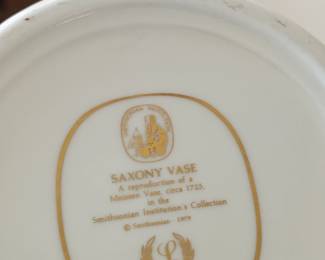 SAXONY VASE
A reproduction of a
Meissen Vase, circa 1725,
in the
Smithsonian Institution's Collection
© Smithsonian 1979